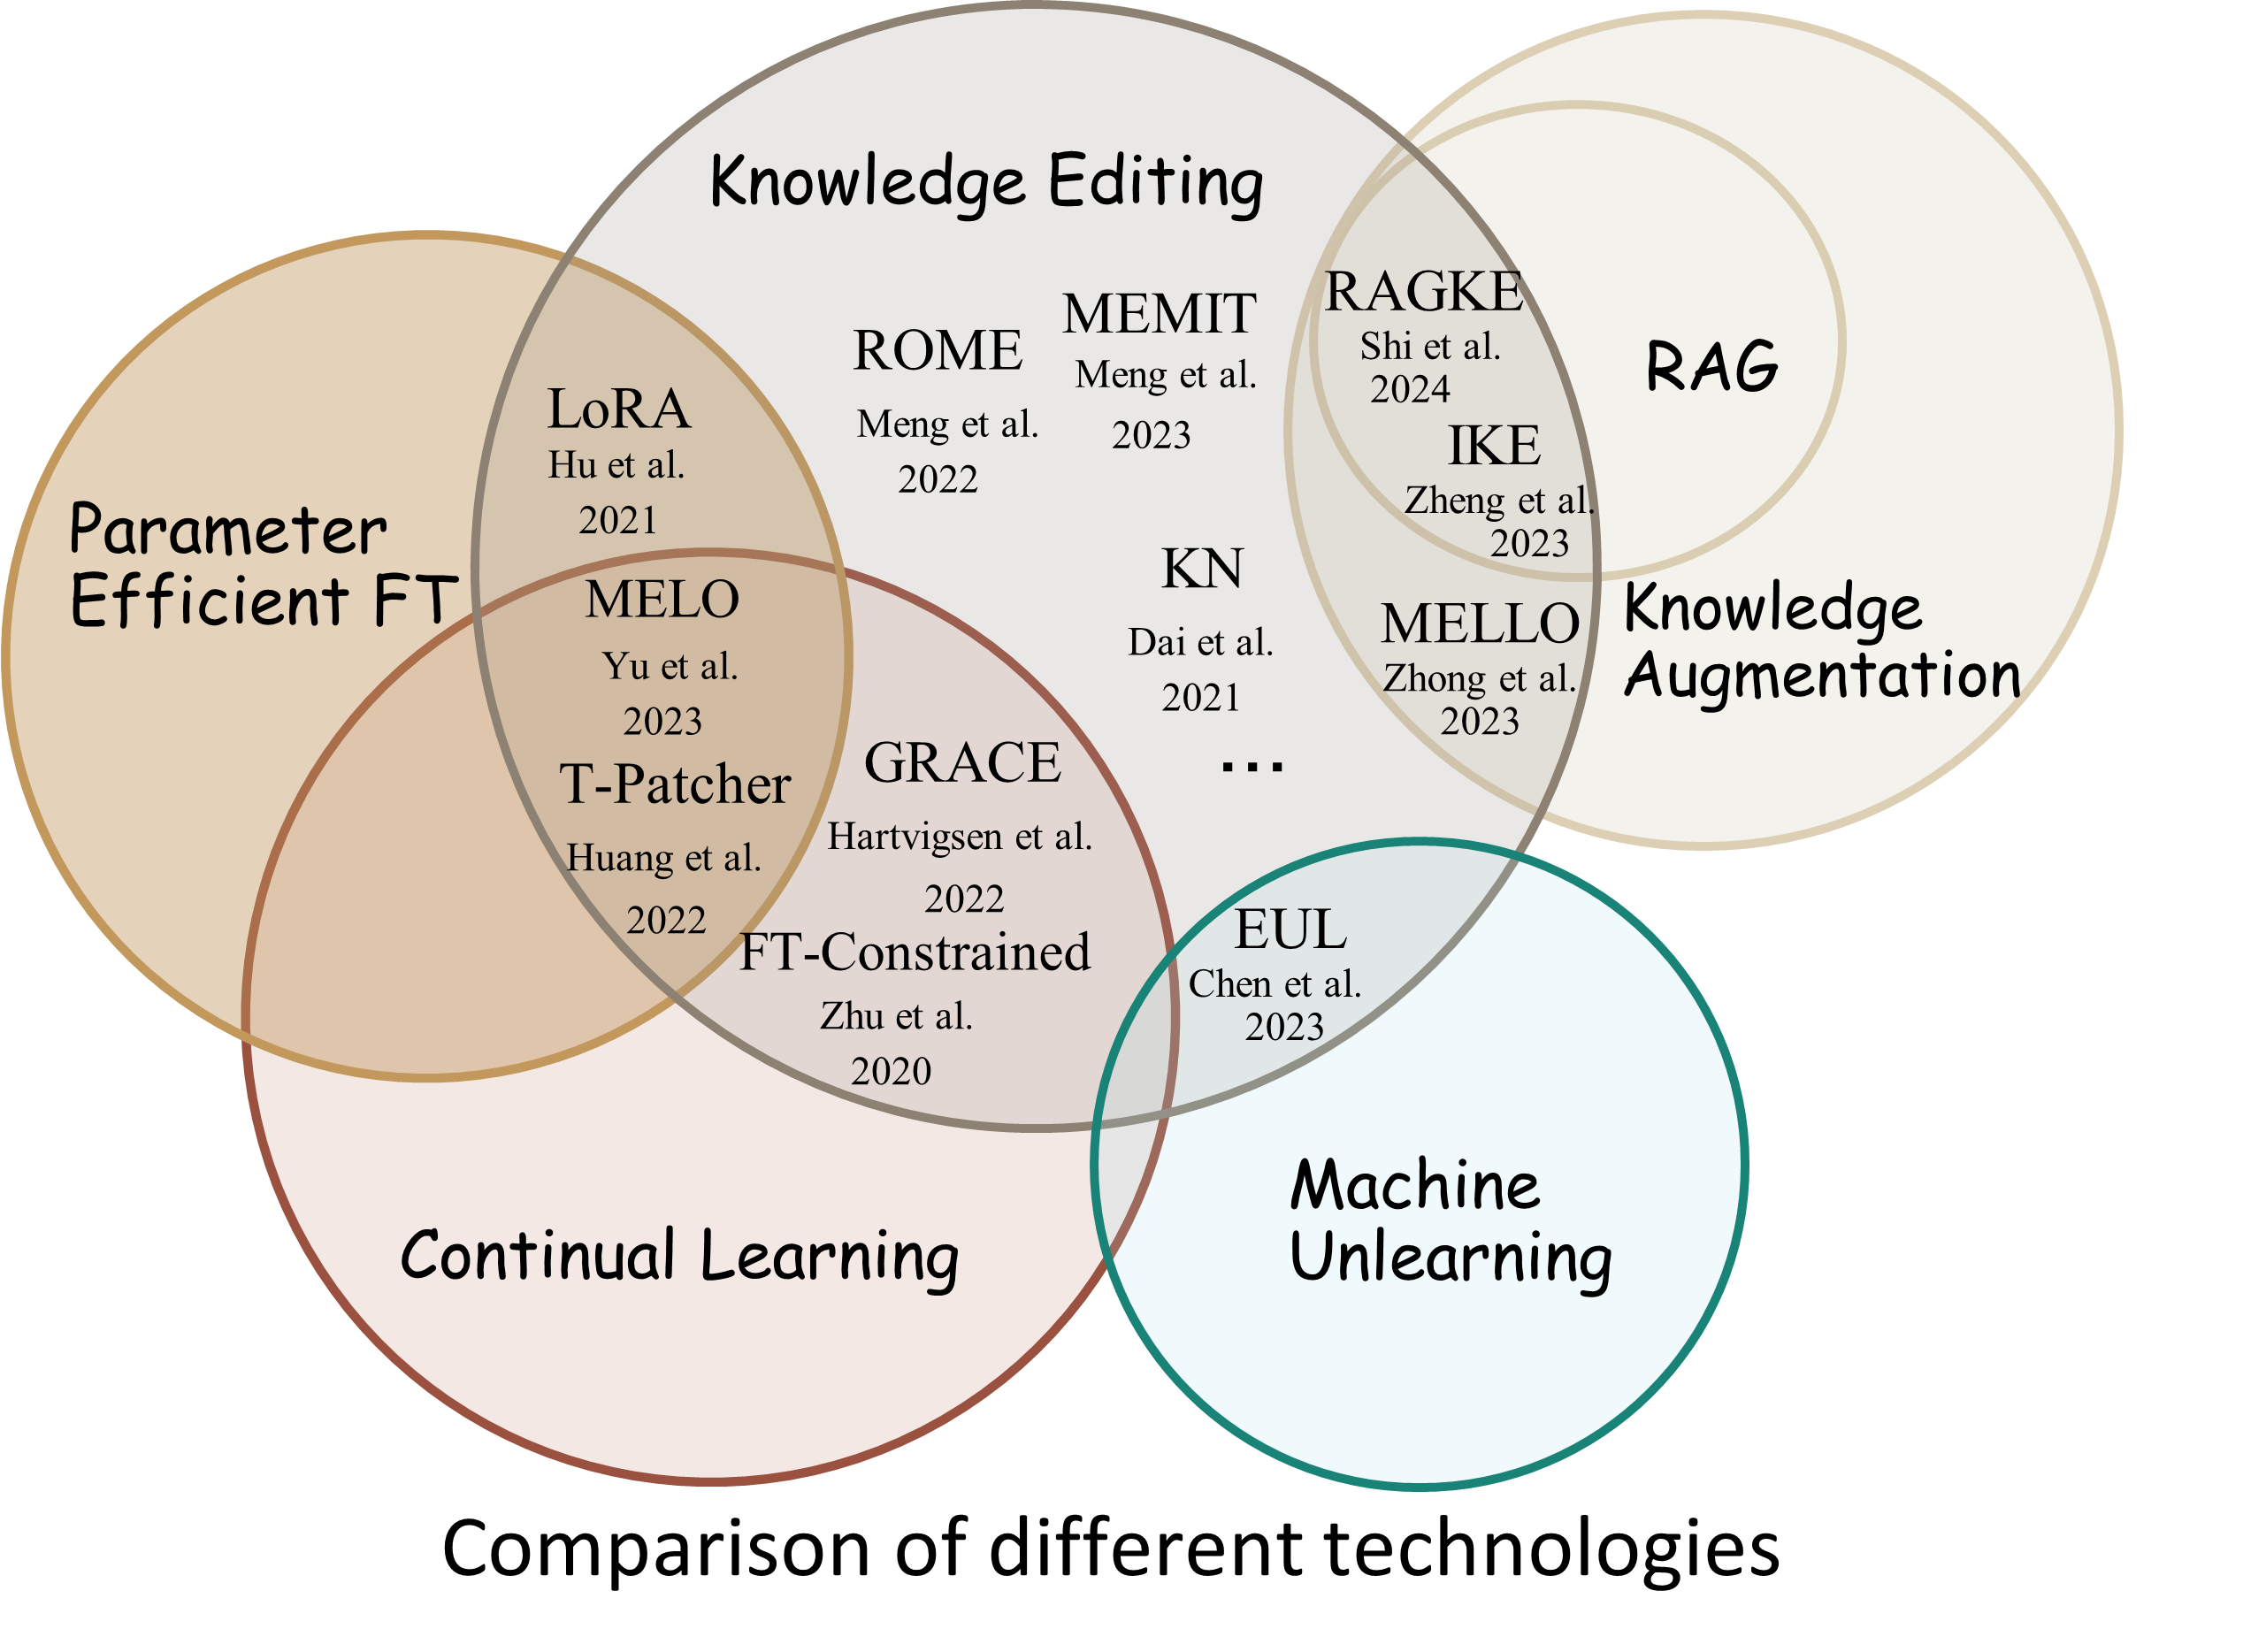 Knowledge Editing
ROME
Meng et al.
2022
MEMIT
Meng et al.
2023
RAGKE
Shi et al.
2024
IKE
Zheng et al.
2023
RAG
LoRA
Hu et al.
2021
Parameter
Efficient FT
MELO
Yu et al.
2023
T-Patcher
Huang et al.
2022
KN
Dai et al.
2021
...
MELLO
Zhong et al.
2023
Knowledge
Augmentation
GRACE
Hartvigsen et al.
2022
FT-Constrained
Zhu et al.
2020
EUL
Chen et al.
2023
Continual Learning
Machine
Unlearning
Comparison of different technologies